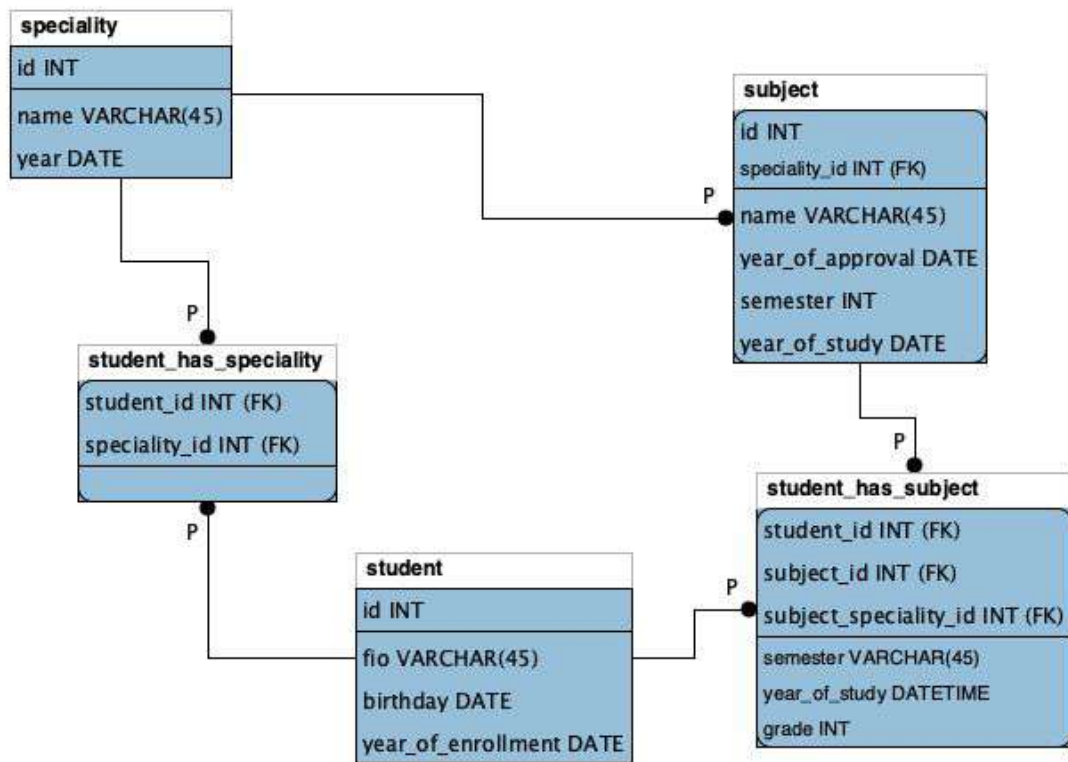 speciality
id INT
name VARCHAR(45)
year DATE
subject
id INT
speciality_id INT (FK)
name VARCHAR(45)
year_of_approval DATE
semester INT
year_of_study DATE
P
P
student_has_speciality
student_id INT (FK)
speciality_id INT (FK)
P
P
student_has_subject
student_id INT (FK)
subject_id INT (FK)
subject_speciality_id INT (FK)
semester VARCHAR(45)
year_of_study DATETIME
grade INT
P
student
id INT
fio VARCHAR(45)
birthday DATE
year_of_enrollment DATE